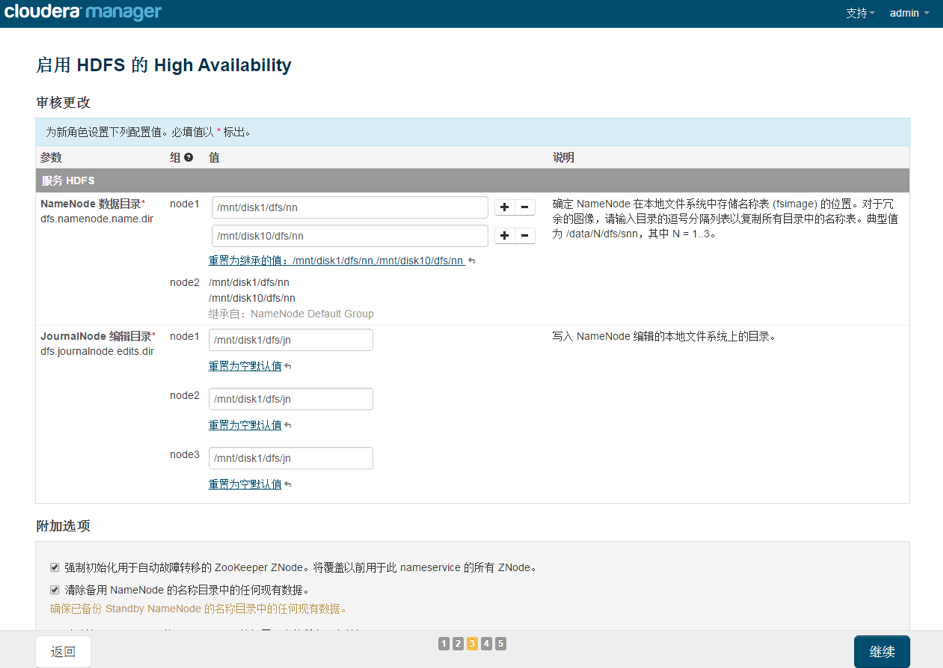 cloudera manager
支持 admin
启用 HDFS 的 High Availability
审核更改
为新角色设置下列配置值。必填值以 * 标出。
参数 组 值 说明
服务 HDFS
NameNode 数据目录* node1 /mnt/disk1/dfs/nn 确定 NameNode 在本地文件系统中存储名称表 (fsimage) 的位置。对于冗
dfs.namenode.name.dir 余的图像，请输入目录的逗号分隔列表以复制所有目录中的名称表。典型值
/mnt/disk10/dfs/nn 为 /data/N/dfs/snn，其中 N = 1..3。
重置为继承的值：/mnt/disk1/dfs/nn,/mnt/disk10/dfs/nn
node2 /mnt/disk1/dfs/nn
/mnt/disk10/dfs/nn
继承自：NameNode Default Group
JournalNode 编辑目录* node1 /mnt/disk1/dfs/jn 写入 NameNode 编辑的本地文件系统上的目录。
dfs.journalnode.edits.dir
重置为空默认值
node2 /mnt/disk1/dfs/jn
重置为空默认值
node3 /mnt/disk1/dfs/jn
重置为空默认值
附加选项
强制初始化用于自动故障转移的 ZooKeeper ZNode。将覆盖以前用于此 nameservice 的所有 ZNode。
清除备用 NameNode 的名称目录中的任何现有数据。
确保已备份 Standby NameNode 的名称目录中的任何现有数据。
返回 1 2 3 4 5 继续